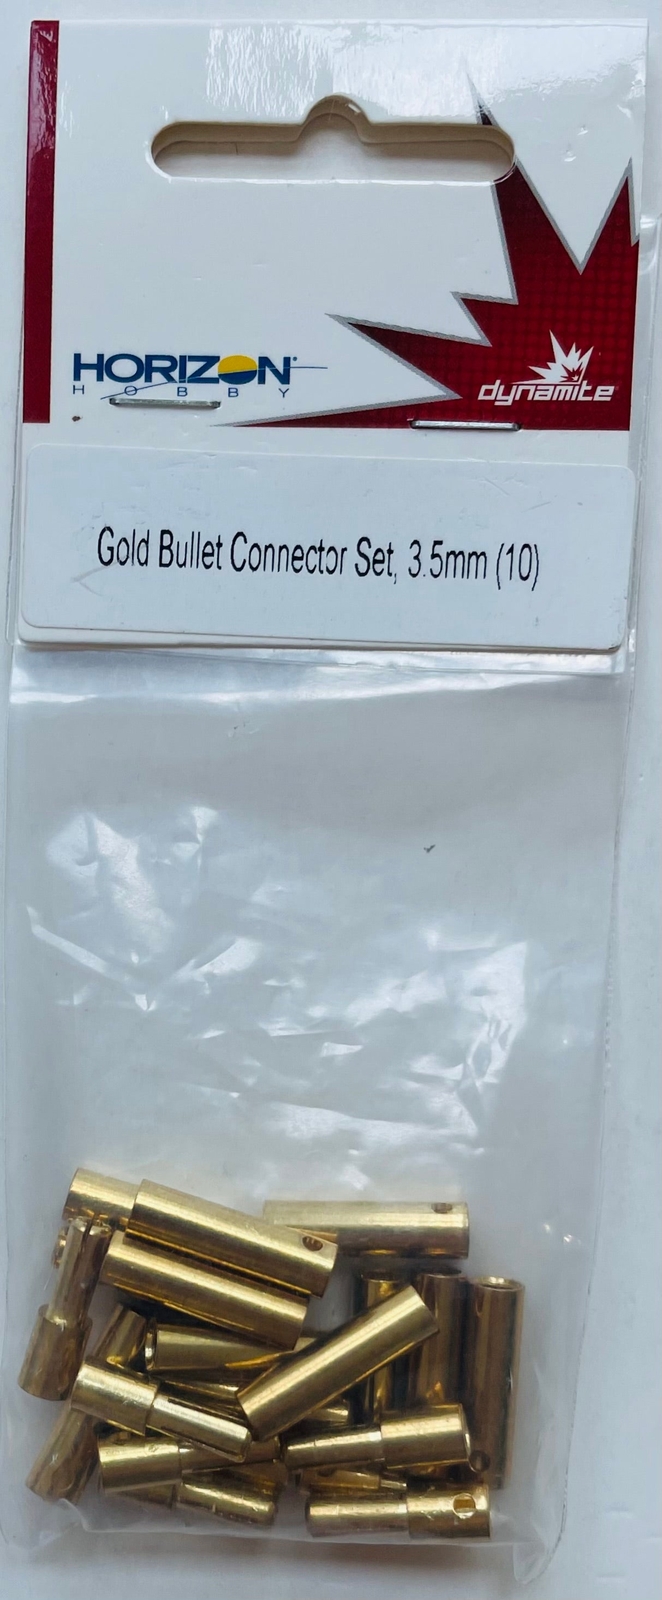 HORIZON
HOBBY
dynamite
Gold Bullet Connector Set, 3.5mm (10)